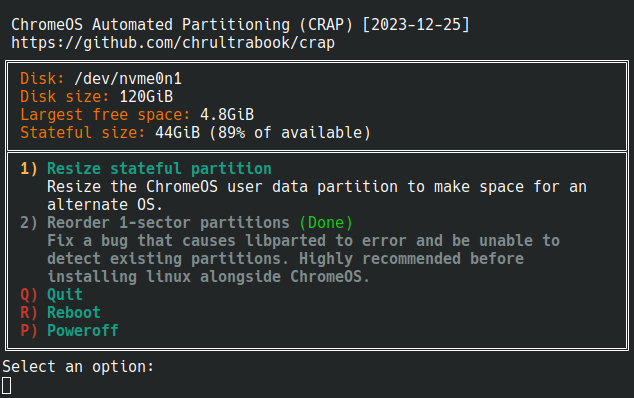 ChromeOS Automated Partitioning (CRAP) [2023-12-25]
https://github.com/chrultrabook/crap
Disk: /dev/nvme0n1
Disk size: 120GiB
Largest free space: 4.8GiB
Stateful size: 44GiB (89% of available)
1) Resize stateful partition
Resize the ChromeOS user data partition to make space for an
alternate OS.
2) Reorder 1-sector partitions (Done)
Fix a bug that causes libparted to error and be unable to
detect existing partitions. Highly recommended before
installing linux alongside ChromeOS.
Q) Quit
R) Reboot
P) Poweroff
Select an option: